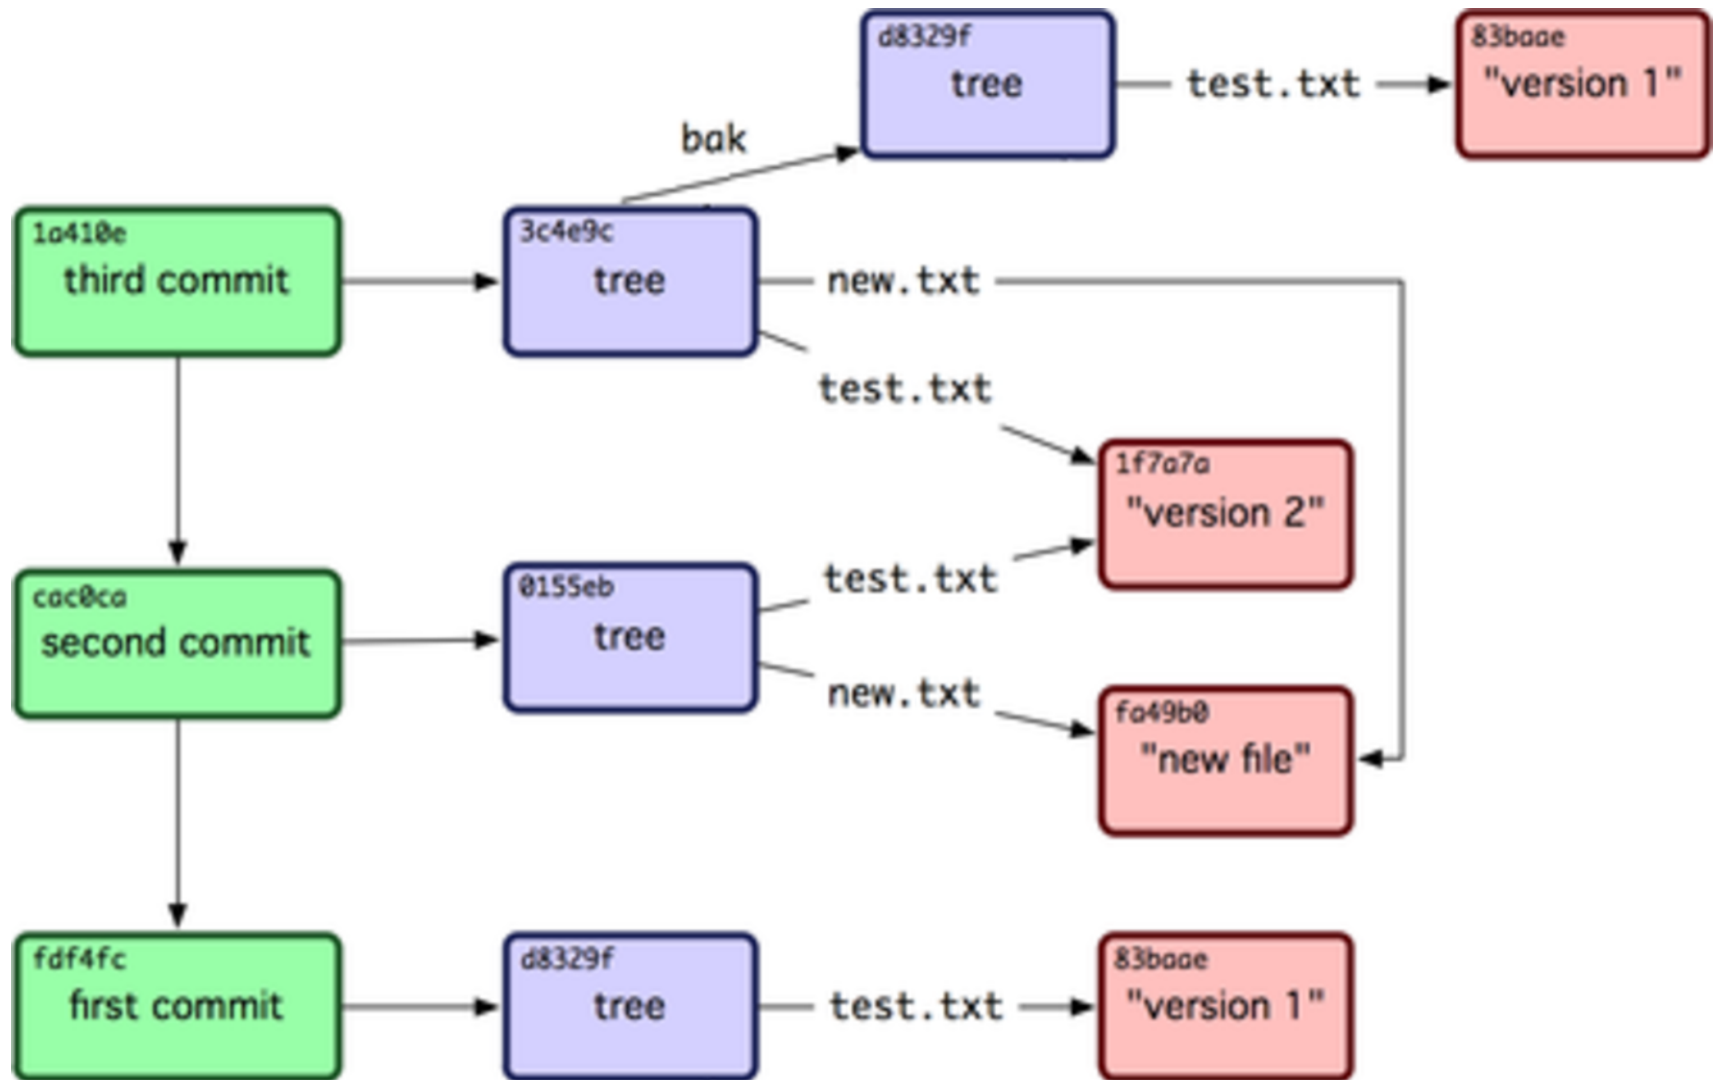 d8329f
tree
test.txt
83baae
"version 1"
bak
1a410e
third commit
3c4e9c
tree
new.txt
test.txt
1f7a7a
"version 2"
cac0ca
second commit
0155eb
tree
test.txt
new.txt
fa49b0
"new file"
fdf4fc
first commit
d8329f
tree
test.txt
83baae
"version 1"